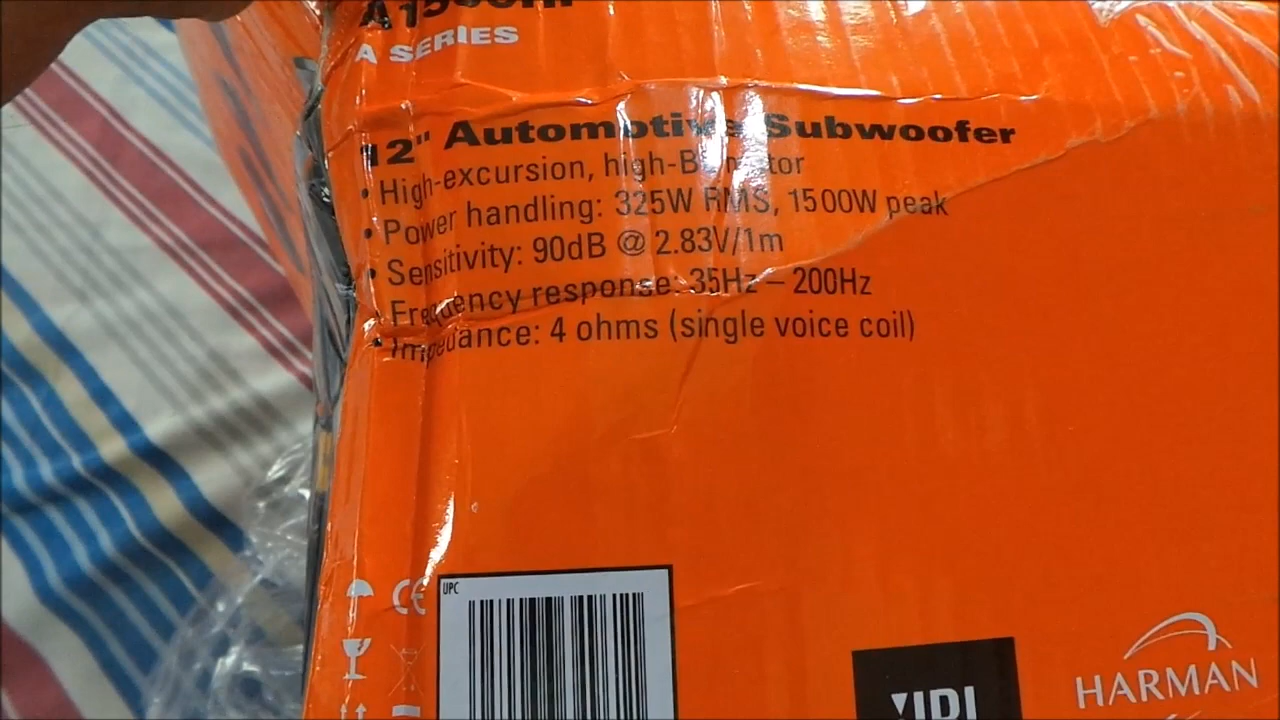 A SERIES
12" Automotive Subwoofer
• High-excursion, high-B motor
• Power handling: 325W RMS, 1500W peak
• Sensitivity: 90dB @ 2.83V/1m
Frequency response: 35Hz – 200Hz
• Impedance: 4 ohms (single voice coil)
CE
UPC
JBL
HARMAN